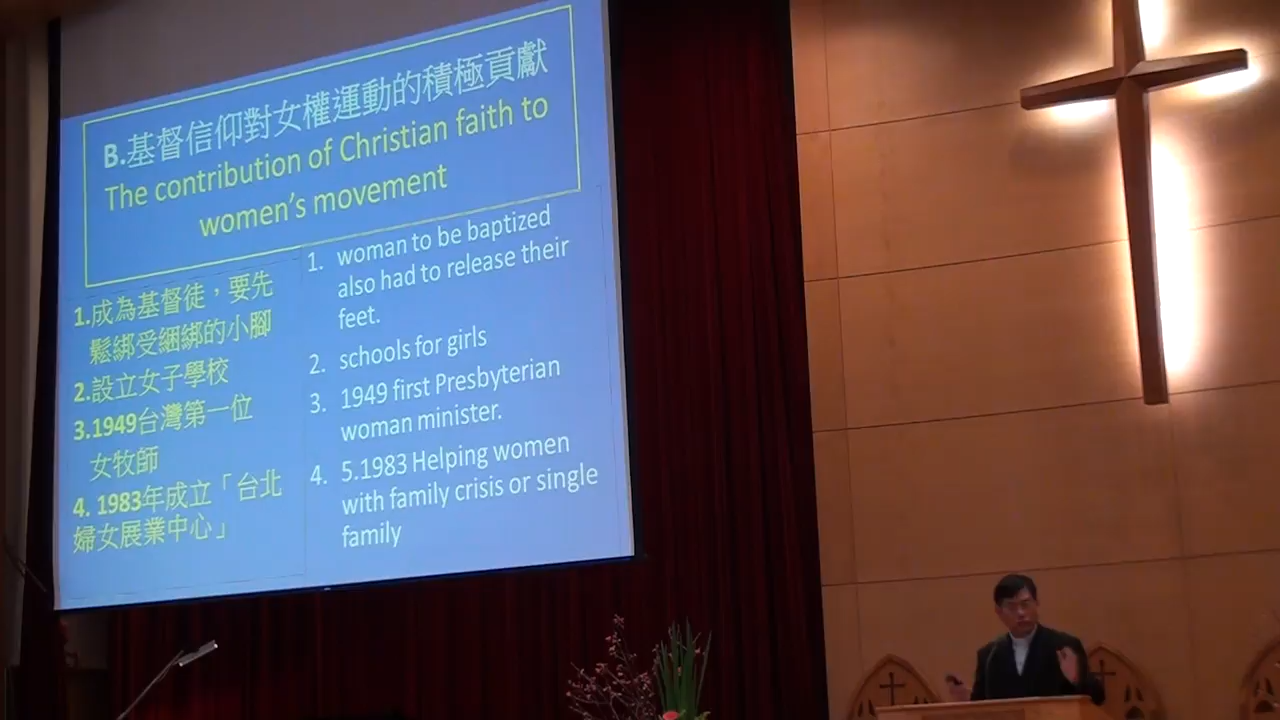 B.基督信仰對女權運動的積極貢獻
The contribution of Christian faith to
women's movement
1.成為基督徒，要先
鬆綁受綑綁的小腳
2.設立女子學校
3.1949台灣第一位
女牧師
4. 1983年成立「台北
婦女展業中心」
1. woman to be baptized
also had to release their
feet.
2. schools for girls
3. 1949 first Presbyterian
woman minister.
4. 5.1983 Helping women
with family crisis or single
family